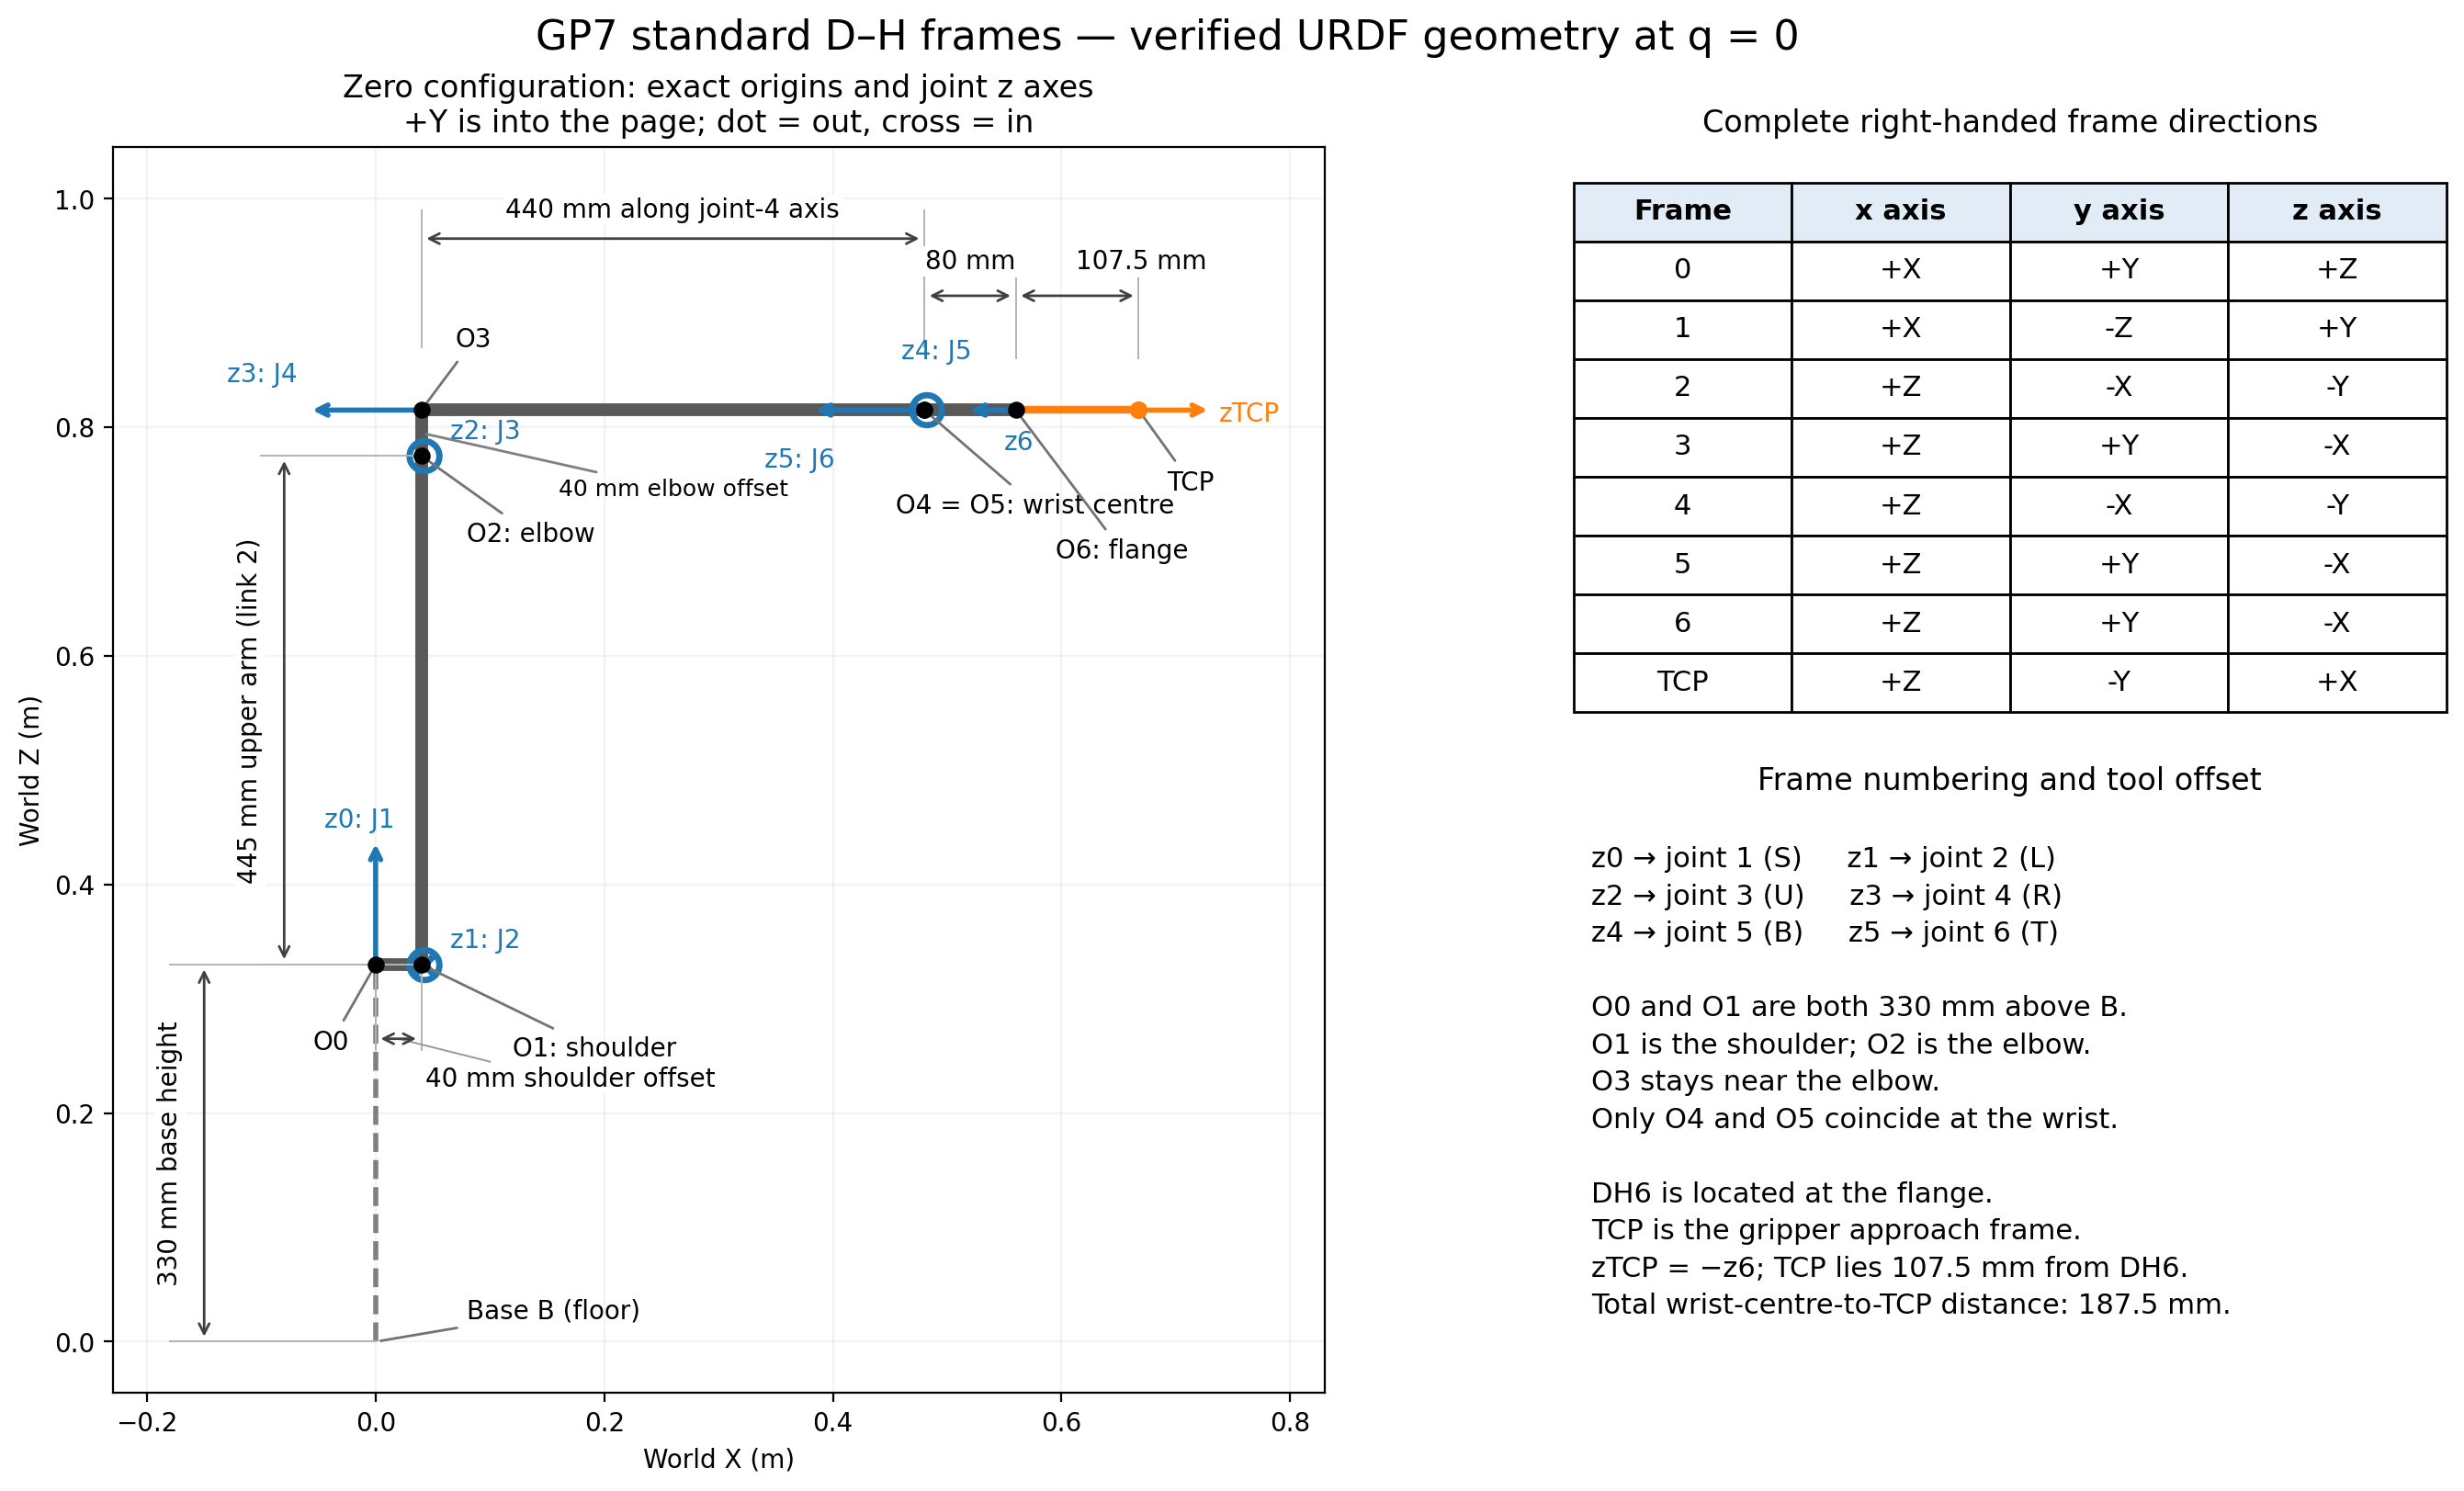 GP7 standard D–H frames — verified URDF geometry at q = 0
Zero configuration: exact origins and joint z axes
+Y is into the page; dot = out, cross = in
1.0
0.8
0.6
0.4
0.2
0.0
World Z (m)
−0.2
0.0
0.2
0.4
0.6
0.8
World X (m)
440 mm along joint-4 axis
80 mm
107.5 mm
O3
z4: J5
z3: J4
zTCP
z2: J3
z6
z5: J6
TCP
40 mm elbow offset
O4 = O5: wrist centre
O2: elbow
O6: flange
445 mm upper arm (link 2)
z0: J1
z1: J2
O0
O1: shoulder
40 mm shoulder offset
330 mm base height
Base B (floor)
Complete right-handed frame directions
Frame x axis y axis z axis
0 +X +Y +Z
1 +X -Z +Y
2 +Z -X -Y
3 +Z +Y -X
4 +Z -X -Y
5 +Z +Y -X
6 +Z +Y -X
TCP +Z -Y +X
Frame numbering and tool offset
z0 → joint 1 (S) z1 → joint 2 (L)
z2 → joint 3 (U) z3 → joint 4 (R)
z4 → joint 5 (B) z5 → joint 6 (T)
O0 and O1 are both 330 mm above B.
O1 is the shoulder; O2 is the elbow.
O3 stays near the elbow.
Only O4 and O5 coincide at the wrist.
DH6 is located at the flange.
TCP is the gripper approach frame.
zTCP = −z6; TCP lies 107.5 mm from DH6.
Total wrist-centre-to-TCP distance: 187.5 mm.